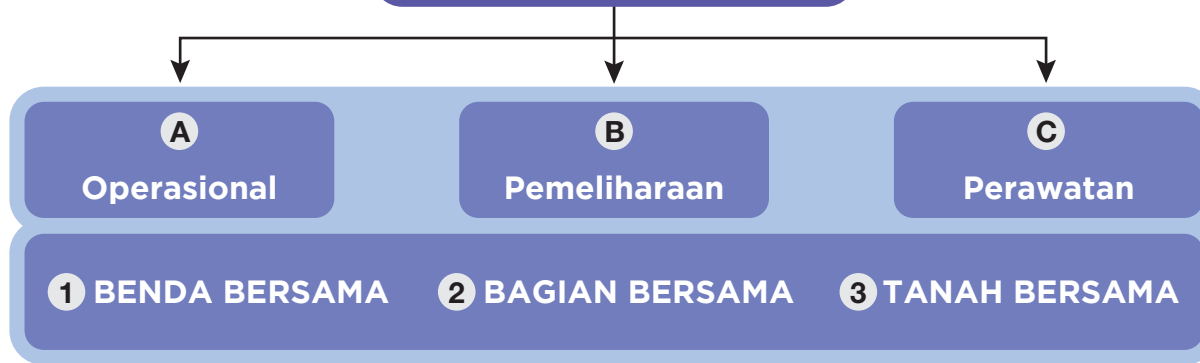 A B C
Operasional Pemeliharaan Perawatan
1 BENDA BERSAMA 2 BAGIAN BERSAMA 3 TANAH BERSAMA